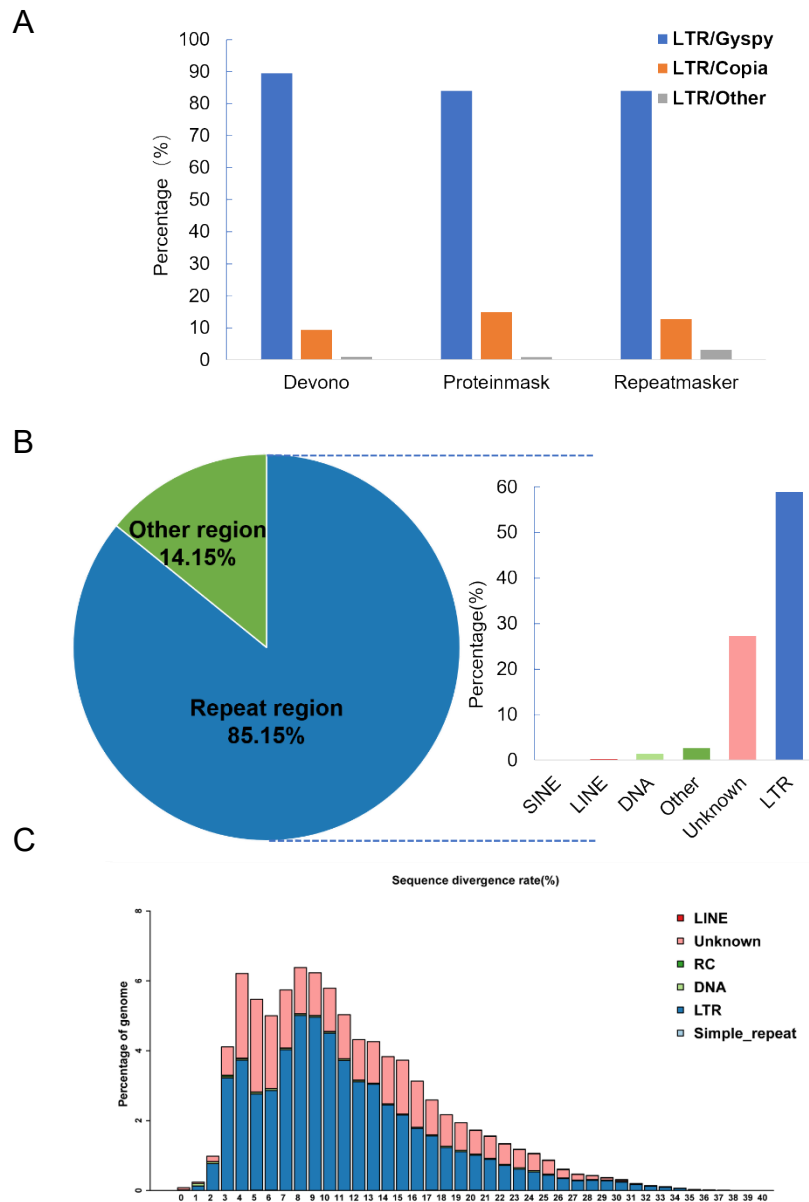 A
100
90
80
70
60
50
40
30
20
10
0
Percentage (%)
LTR/Gyspy
LTR/Copia
LTR/Other
Devono Proteinmask Repeatmasker
B
Other region
14.15%
Repeat region
85.15%
60
50
40
30
20
10
0
Percentage(%)
SINE LINE DNA Other Unknown LTR
C
Sequence divergence rate(%)
8
6
4
2
0
Percentage of genome
LINE
Unknown
RC
DNA
LTR
Simple_repeat
0 1 2 3 4 5 6 7 8 9 10 11 12 13 14 15 16 17 18 19 20 21 22 23 24 25 26 27 28 29 30 31 32 33 34 35 36 37 38 39 40